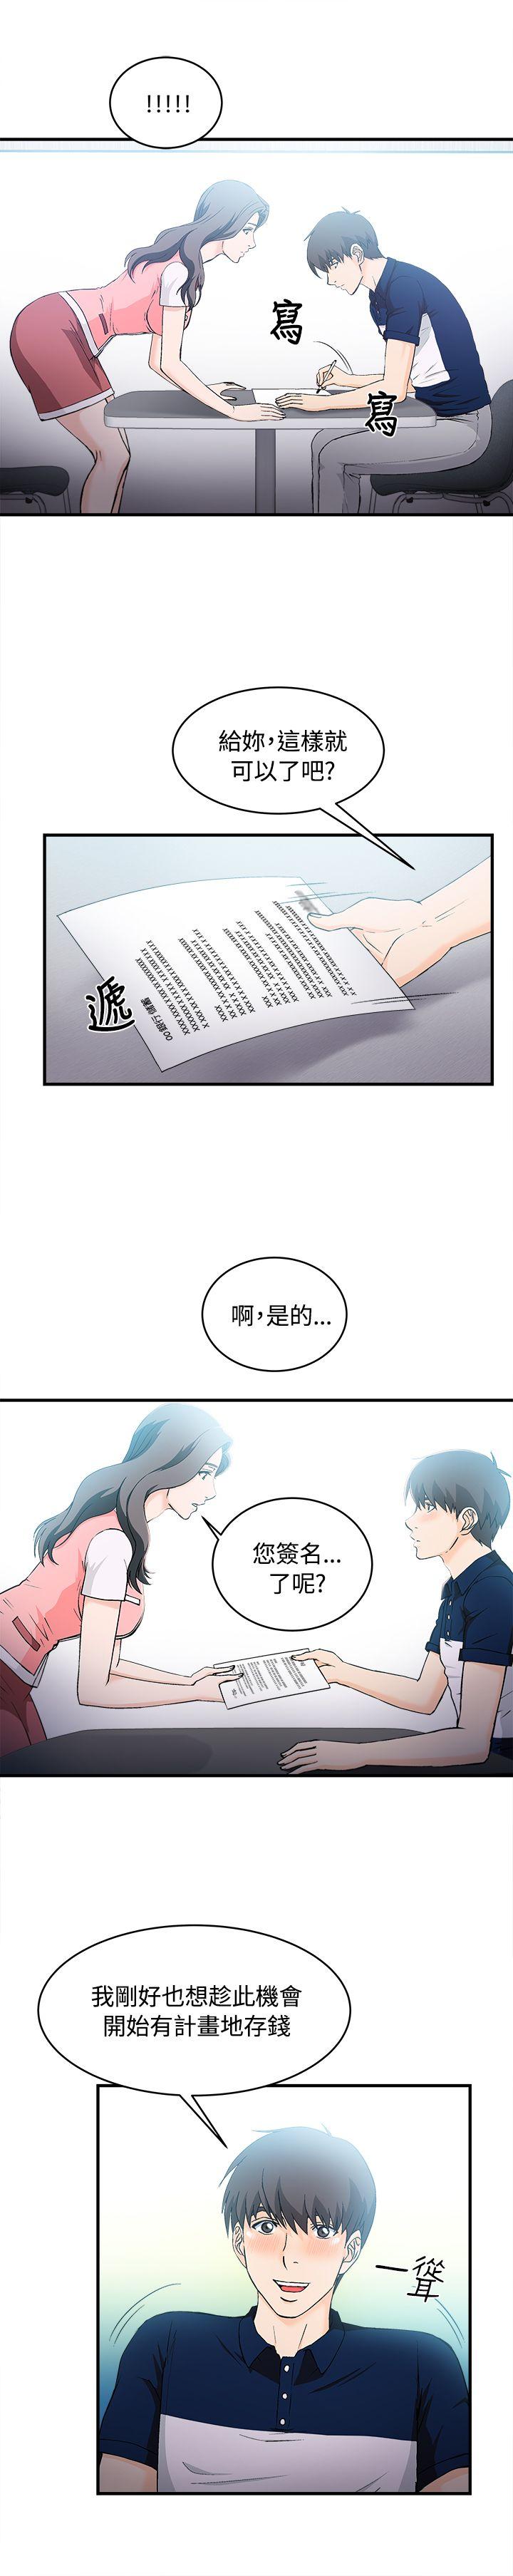 !!!!!
寫
寫
給妳，這樣就
可以了吧?
遞
啊，是的...
您簽名...
了呢?
我剛好也想趁此機會
開始有計畫地存錢
一聳